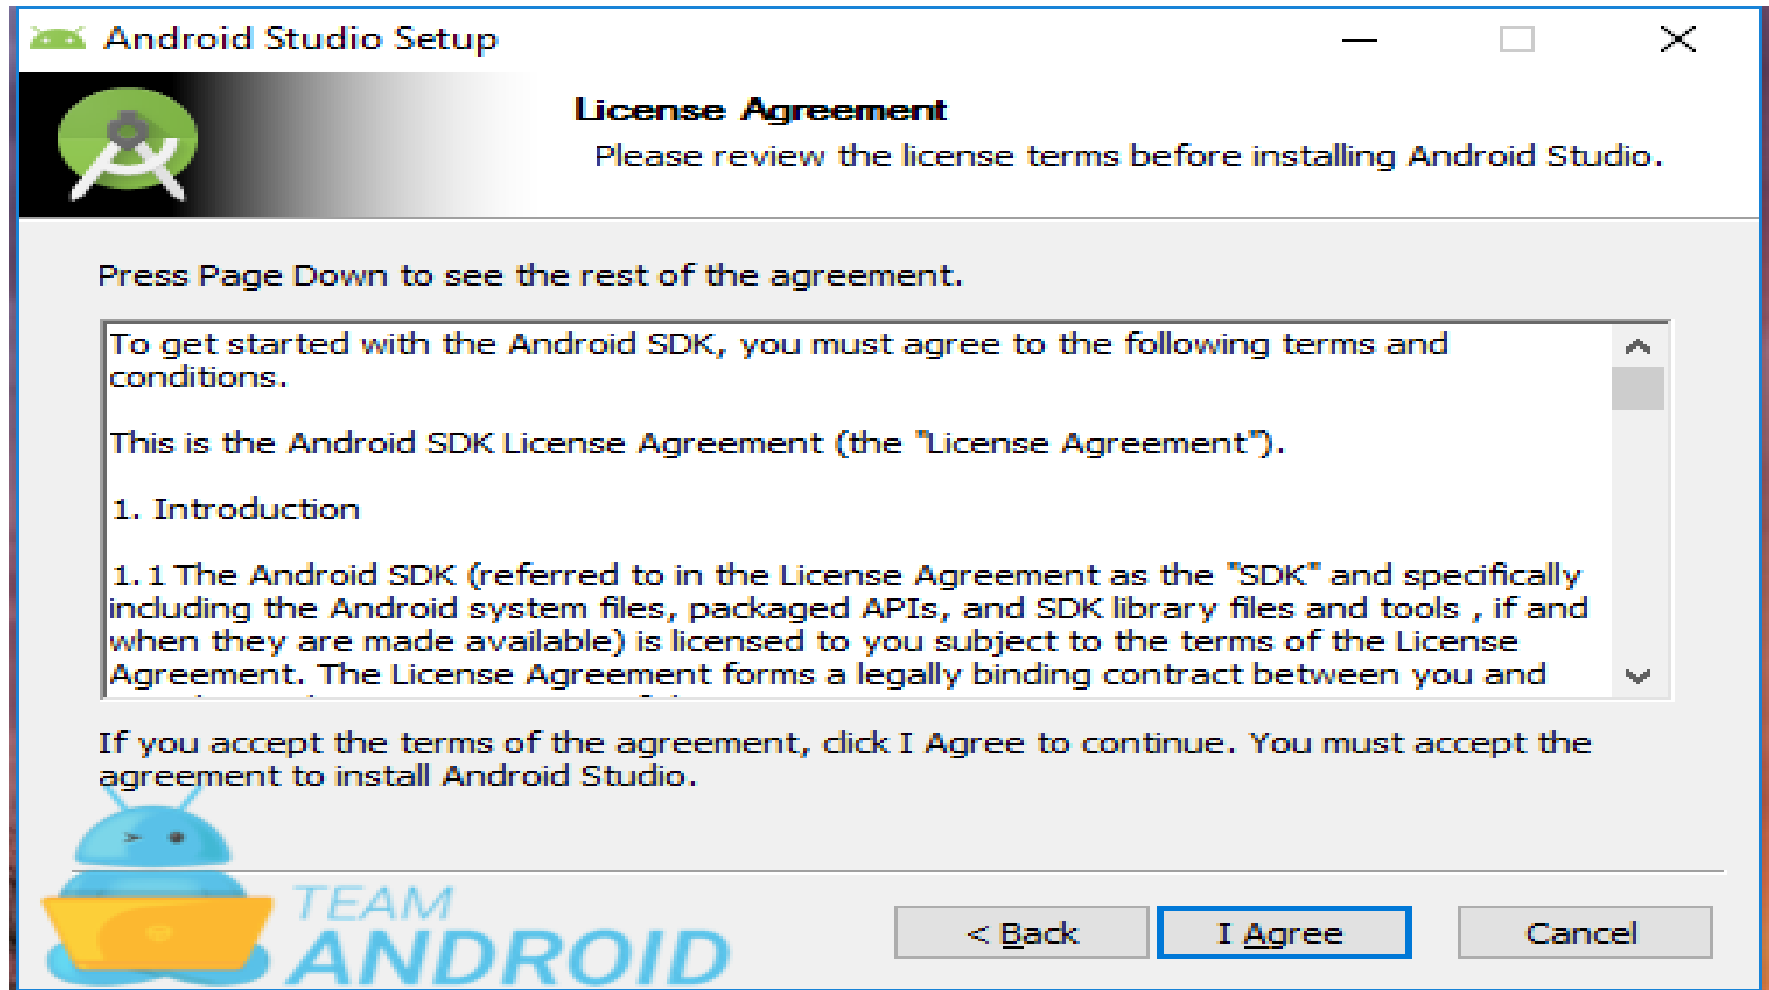 Android Studio Setup
License Agreement
Please review the license terms before installing Android Studio.
Press Page Down to see the rest of the agreement.
To get started with the Android SDK, you must agree to the following terms and
conditions.
This is the Android SDK License Agreement (the "License Agreement").
1. Introduction
1.1 The Android SDK (referred to in the License Agreement as the "SDK" and specifically
including the Android system files, packaged APIs, and SDK library files and tools , if and
when they are made available) is licensed to you subject to the terms of the License
Agreement. The License Agreement forms a legally binding contract between you and
If you accept the terms of the agreement, click I Agree to continue. You must accept the
agreement to install Android Studio.
TEAM
ANDROID
< Back
I Agree
Cancel